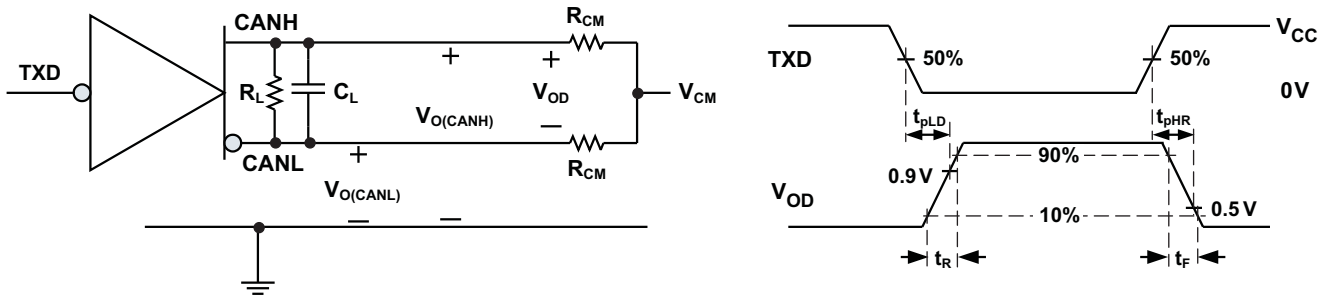 CANH
R_CM
TXD
R_L
C_L
+
+
V_OD
V_O(CANH)
V_CM
−
CANL
+
R_CM
V_O(CANL)
−
−
TXD
50%
50%
V_CC
0 V
t_pLD
t_pHR
90%
0.9 V
V_OD
10%
0.5 V
t_R
t_F